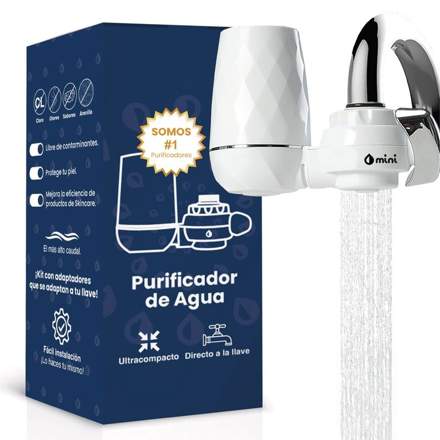 CL
Cloro
Olores
Sabores
Arenilla
Libre de contaminantes.
Protege tu piel.
Mejora la eficiencia de
productos de Skincare.
El más alto caudal.
¡Kit con adaptadores
que se adaptan a tu llave!
Fácil instalación
¡Lo haces tu mismo!
SOMOS
#1
Purificadores
Purificador
de Agua
Ultracompacto
Directo a la llave
mini